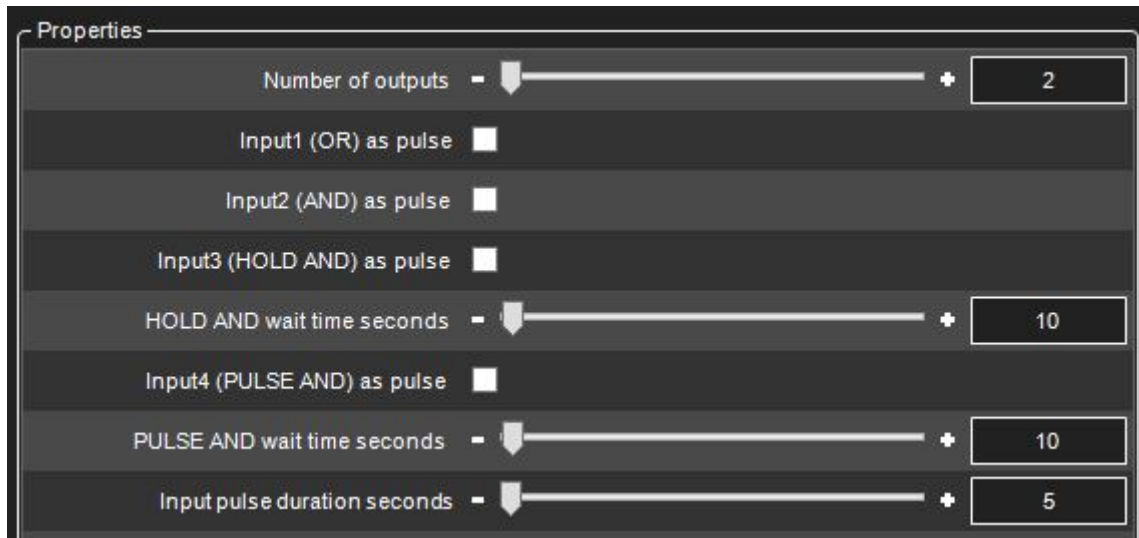 Properties
Number of outputs - + 2
Input1 (OR) as pulse
Input2 (AND) as pulse
Input3 (HOLD AND) as pulse
HOLD AND wait time seconds - + 10
Input4 (PULSE AND) as pulse
PULSE AND wait time seconds - + 10
Input pulse duration seconds - + 5